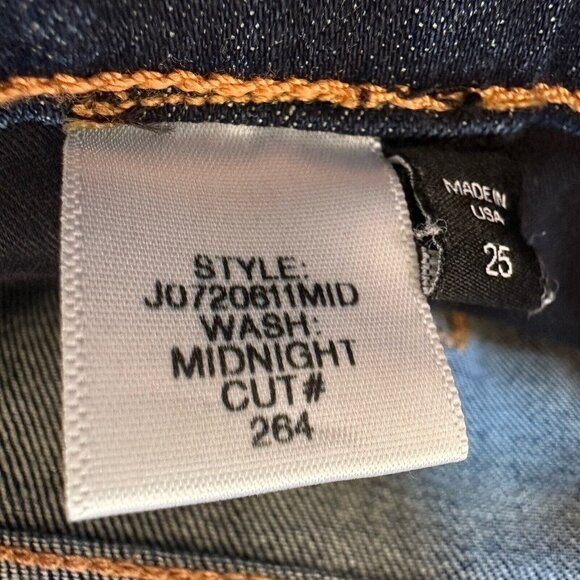 STYLE:
J0720611MID
WASH:
MIDNIGHT
CUT#
264
MADE IN
USA
25